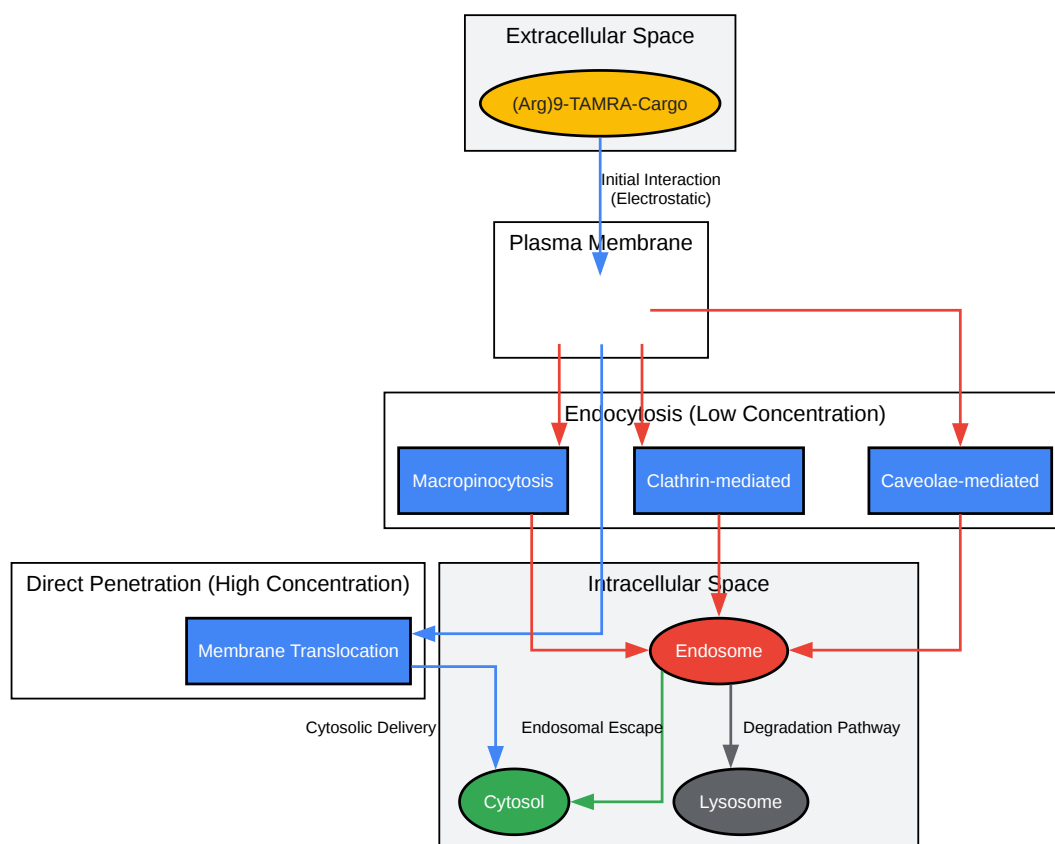 Extracellular Space
(Arg)9-TAMRA-Cargo
Initial Interaction
(Electrostatic)
Plasma Membrane
Endocytosis (Low Concentration)
Macropinocytosis
Clathrin-mediated
Caveolae-mediated
Direct Penetration (High Concentration)
Intracellular Space
Membrane Translocation
Endosome
Cytosolic Delivery
Endosomal Escape
Degradation Pathway
Cytosol
Lysosome